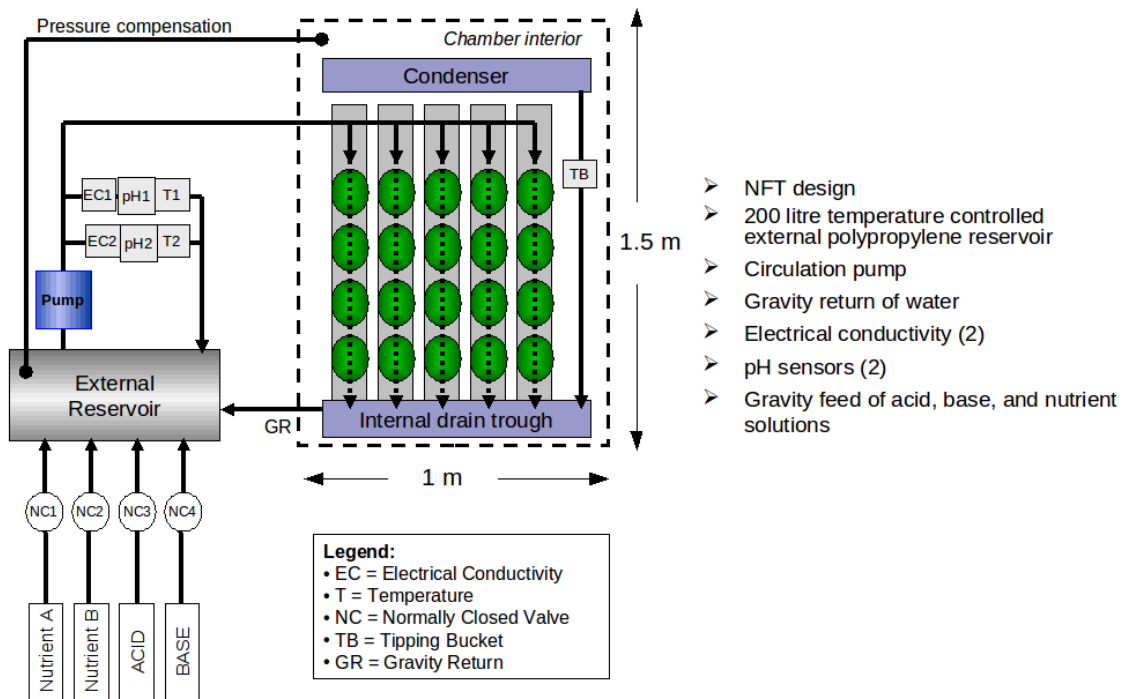 Pressure compensation
Chamber interior
Condenser
TB
EC1 pH1 T1
EC2 pH2 T2
Pump
External
Reservoir
GR
Internal drain trough
1.5 m
1 m
NC1 NC2 NC3 NC4
Nutrient A
Nutrient B
ACID
BASE
Legend:
• EC = Electrical Conductivity
• T = Temperature
• NC = Normally Closed Valve
• TB = Tipping Bucket
• GR = Gravity Return
➢ NFT design
➢ 200 litre temperature controlled
external polypropylene reservoir
➢ Circulation pump
➢ Gravity return of water
➢ Electrical conductivity (2)
➢ pH sensors (2)
➢ Gravity feed of acid, base, and nutrient
solutions